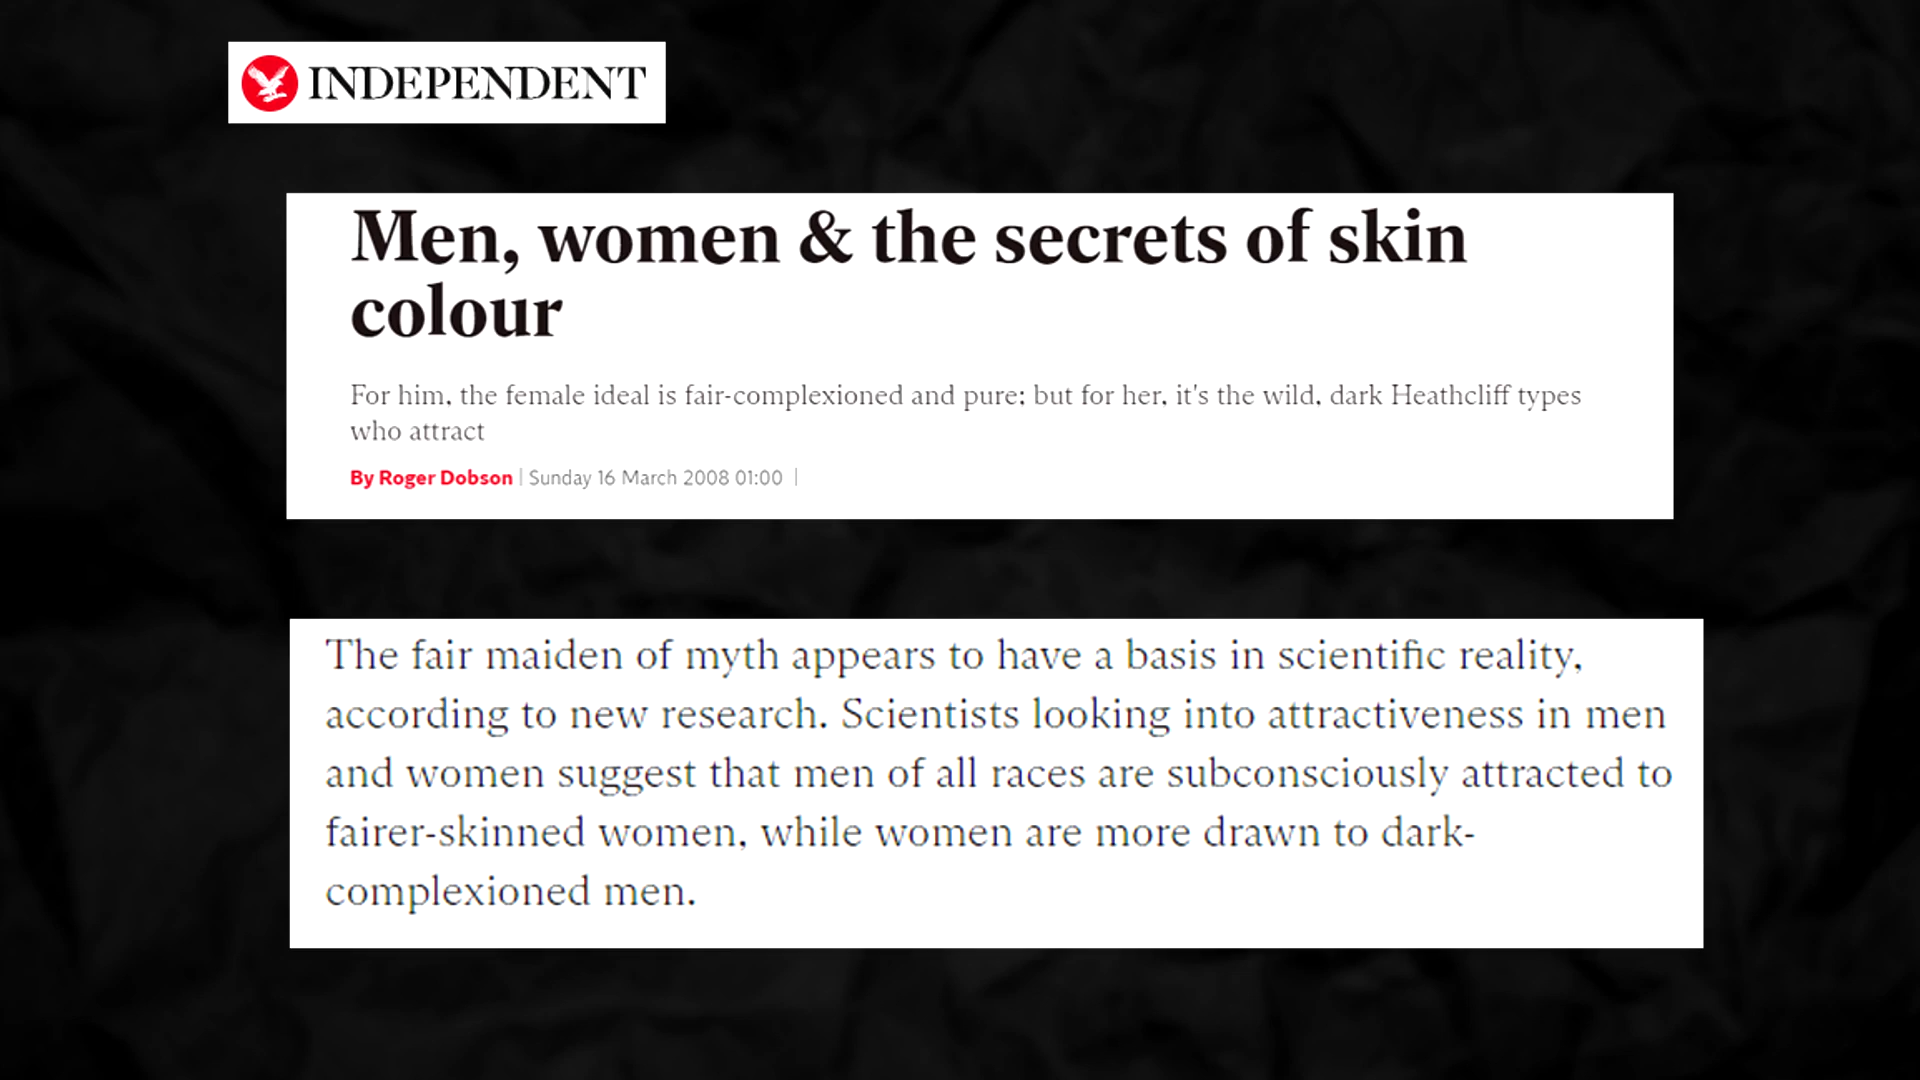 INDEPENDENT
Men, women & the secrets of skin
colour
For him, the female ideal is fair-complexioned and pure; but for her, it's the wild, dark Heathcliff types
who attract
By Roger Dobson | Sunday 16 March 2008 01:00 |
The fair maiden of myth appears to have a basis in scientific reality,
according to new research. Scientists looking into attractiveness in men
and women suggest that men of all races are subconsciously attracted to
fairer-skinned women, while women are more drawn to dark-
complexioned men.